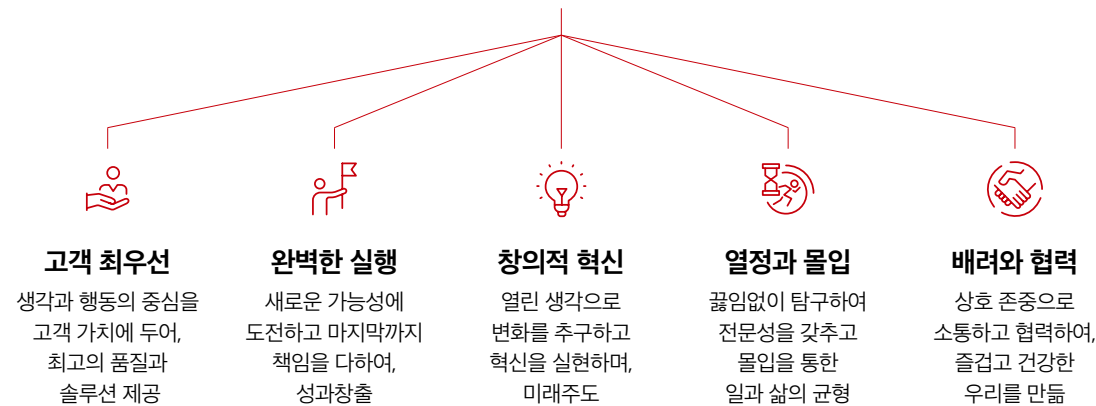 고객 최우선
생각과 행동의 중심을
고객 가치에 두어,
최고의 품질과
솔루션 제공
완벽한 실행
새로운 가능성에
도전하고 마지막까지
책임을 다하여,
성과창출
창의적 혁신
열린 생각으로
변화를 추구하고
혁신을 실현하며,
미래주도
열정과 몰입
끓임없이 탐구하여
전문성을 갖추고
몰입을 통한
일과 삶의 균형
배려와 협력
상호 존중으로
소통하고 협력하여,
즐겁고 건강한
우리를 만듦